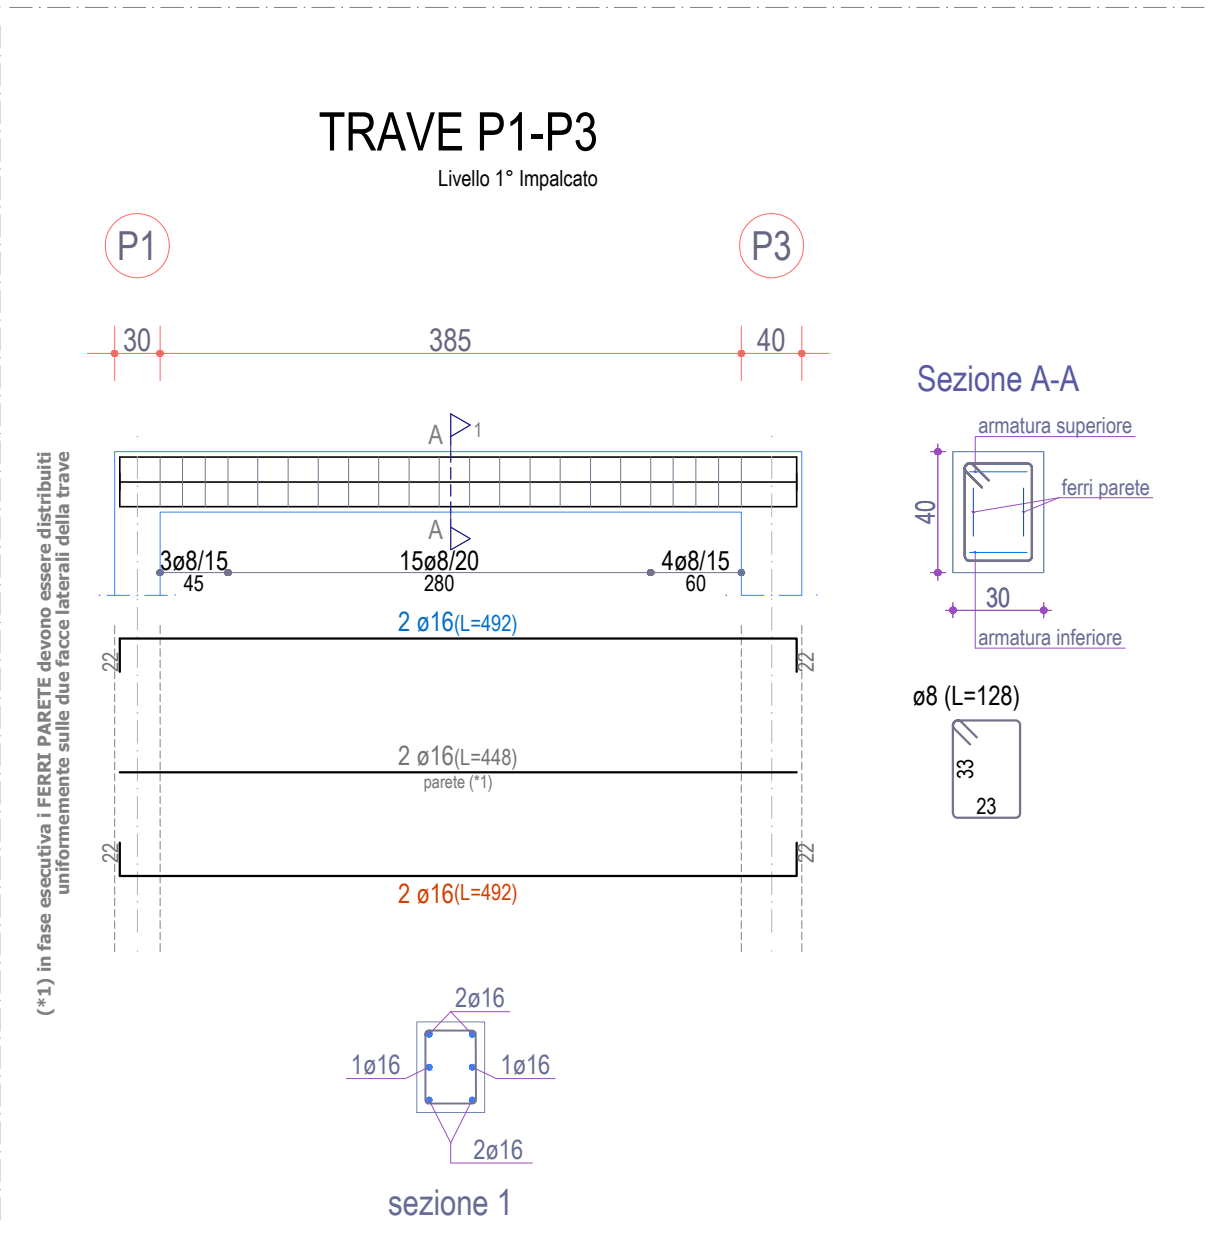 TRAVE P1-P3
Livello 1° Impalcato
P1
P3
30
385
40
Sezione A-A
armatura superiore
ferri parete
40
30
armatura inferiore
A
1
A
3ø8/15
15ø8/20
4ø8/15
45
280
60
2 ø16(L=492)
22
22
2 ø16(L=448)
parete (*1)
22
22
2 ø16(L=492)
ø8 (L=128)
33
23
(*1) in fase esecutiva i FERRI PARETE devono essere distribuiti
uniformemente sulle due facce laterali della trave
2ø16
1ø16
1ø16
2ø16
sezione 1